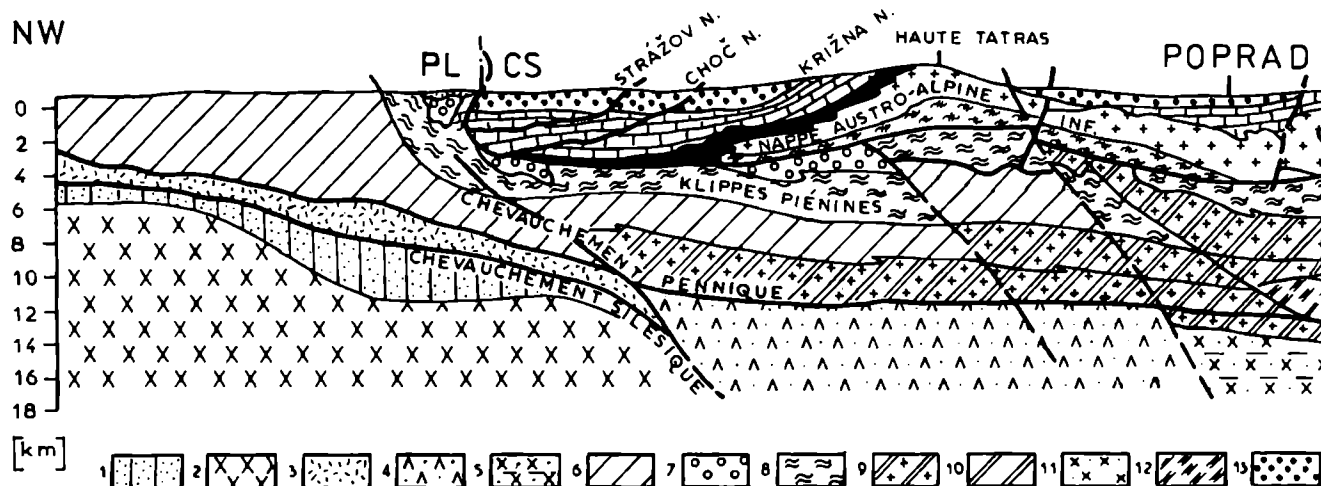 NW
PL ) CS
STRÁŽOV N.
CHOČ N.
KRIŽNA N.
HAUTE TATRAS
POPRAD
NAPPE AUSTRO-ALPINE
INF.
KLIPPES PIÉNINES
CHEVAUCHEMENT PENNIQUE
CHEVAUCHEMENT SILÉSIQUE
0
2
4
6
8
10
12
14
16
18
[km]
1 2 3 4 5 6 7 8 9 10 11 12 13